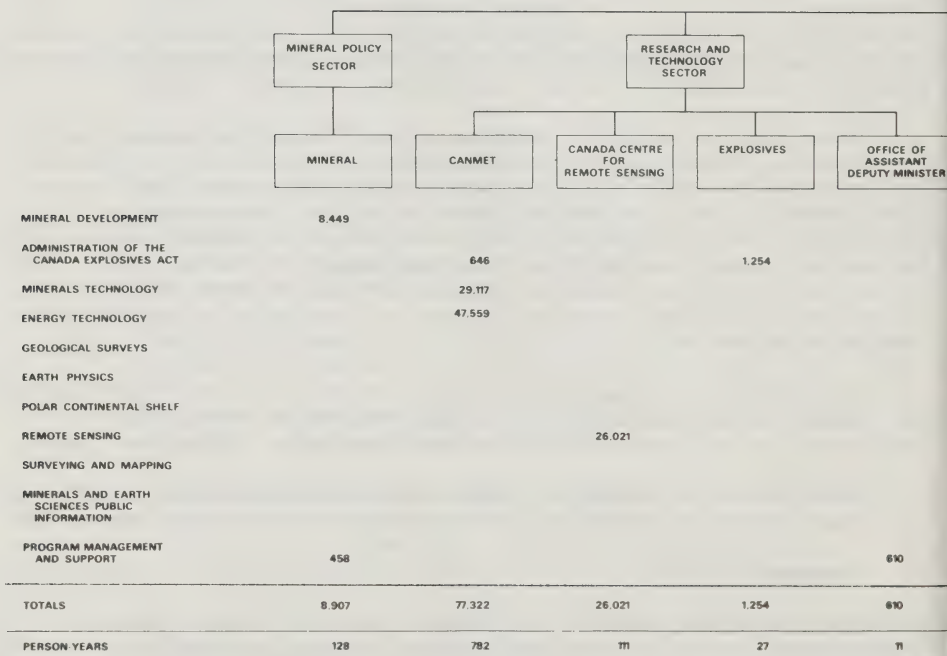 MINERAL POLICY
SECTOR
RESEARCH AND
TECHNOLOGY
SECTOR
MINERAL
CANMET
CANADA CENTRE
FOR
REMOTE SENSING
EXPLOSIVES
OFFICE OF
ASSISTANT
DEPUTY MINISTER
MINERAL DEVELOPMENT 8.449
ADMINISTRATION OF THE
CANADA EXPLOSIVES ACT 646 1.254
MINERALS TECHNOLOGY 29.117
ENERGY TECHNOLOGY 47.559
GEOLOGICAL SURVEYS
EARTH PHYSICS
POLAR CONTINENTAL SHELF
REMOTE SENSING 26.021
SURVEYING AND MAPPING
MINERALS AND EARTH
SCIENCES PUBLIC
INFORMATION
PROGRAM MANAGEMENT
AND SUPPORT 458 610
TOTALS 8.907 77.322 26.021 1.254 610
PERSON-YEARS 128 782 111 27 11